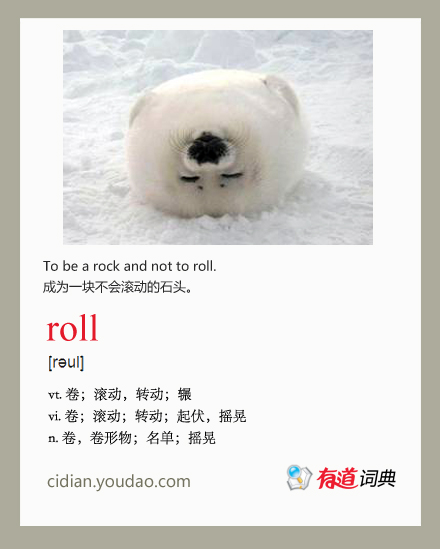 To be a rock and not to roll.
成为一块不会滚动的石头。
roll
[rəul]
vt. 卷；滚动，转动；辗
vi. 卷；滚动；转动；起伏，摇晃
n. 卷，卷形物；名单；摇晃
cidian.youdao.com
有道词典